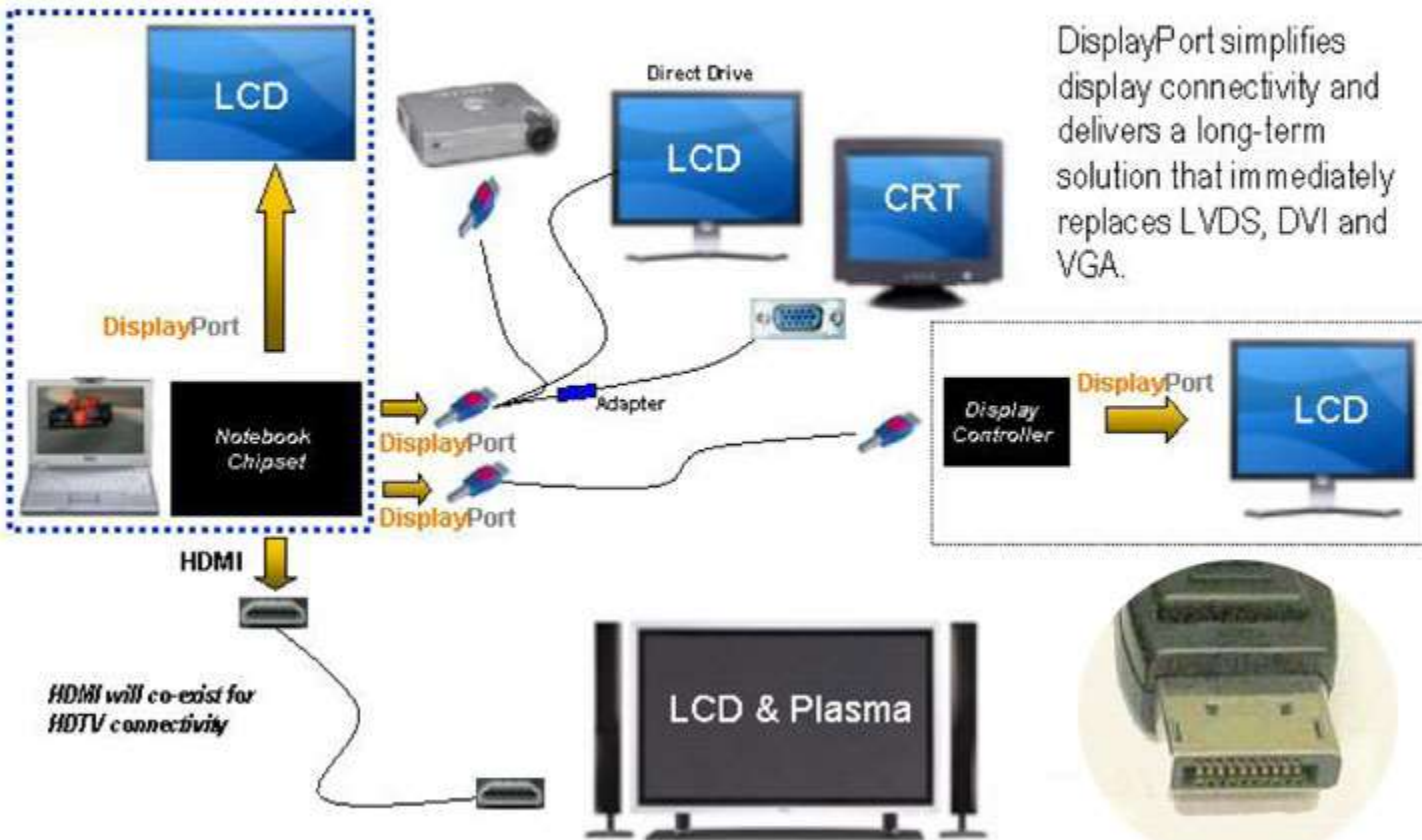 LCD
Direct Drive
LCD
CRT
DisplayPort simplifies
display connectivity and
delivers a long-term
solution that immediately
replaces LVDS, DVI and
VGA.
DisplayPort
Notebook
Chipset
DisplayPort
DisplayPort
Adapter
Display
Controller
DisplayPort
LCD
HDMI
HDMI will co-exist for
HDTV connectivity
LCD & Plasma